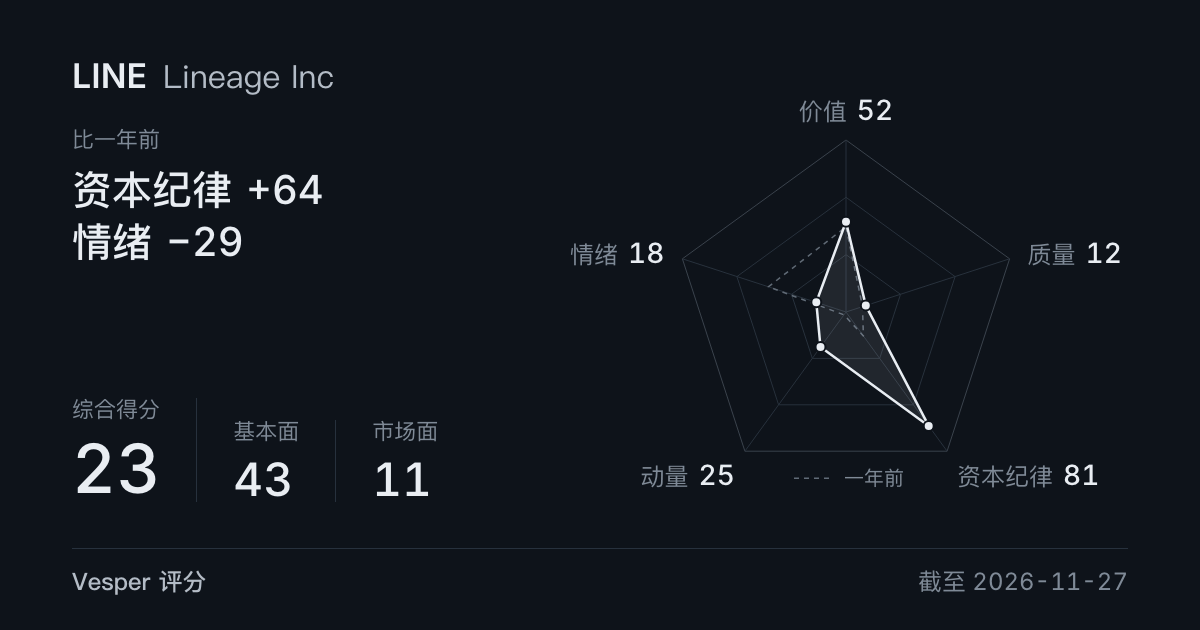 LINE Lineage Inc
比一年前
资本纪律 +64
情绪 −29
综合得分
23
基本面
43
市场面
11
价值 52
情绪 18
质量 12
动量 25
一年前
资本纪律 81
Vesper 评分
截至 2026-11-27